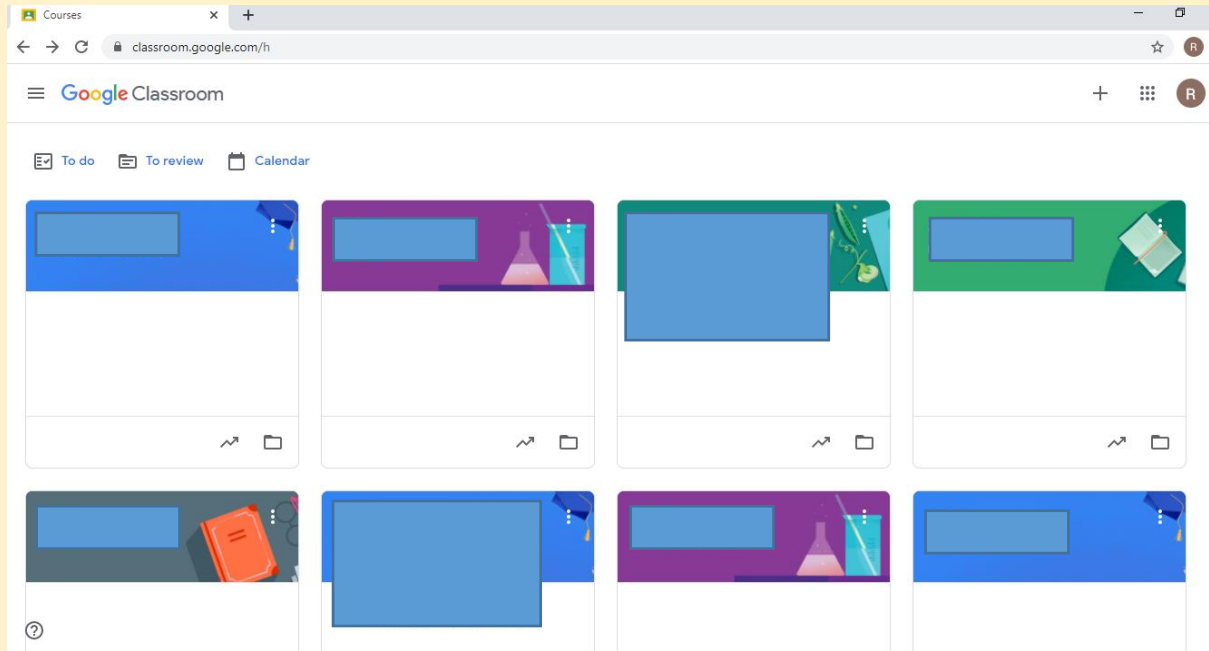 Courses
classroom.google.com/h
R
Google Classroom
R
To do To review Calendar